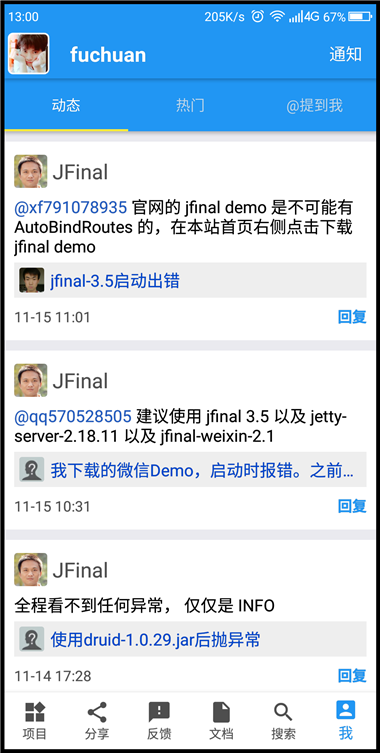 13:00 205K/s 4G 67%
fuchuan 通知
动态 热门 @提到我
JFinal
@xf791078935 官网的 jfinal demo 是不可能有
AutoBindRoutes 的，在本站首页右侧点击下载
jfinal demo
jfinal-3.5启动出错
11-15 11:01 回复
JFinal
@qq570528505 建议使用 jfinal 3.5 以及 jetty-
server-2.18.11 以及 jfinal-weixin-2.1
我下载的微信Demo，启动时报错。之前…
11-15 10:31 回复
JFinal
全程看不到任何异常， 仅仅是 INFO
使用druid-1.0.29.jar后抛异常
11-14 17:28 回复
项目 分享 反馈 文档 搜索 我